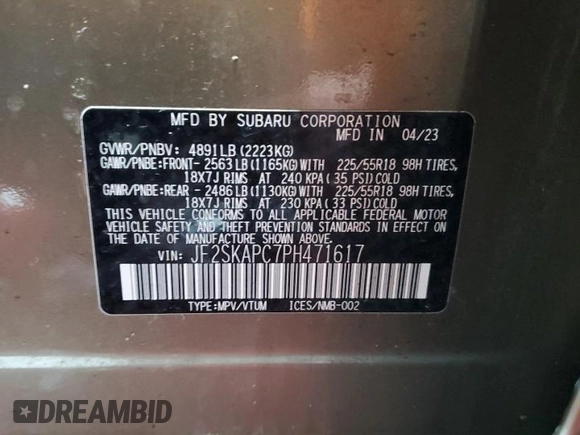 MFD BY SUBARU CORPORATION
MFD IN 04/23
GVWR/PNBV: 4891LB(2223KG)
GAWR/PNBE:FRONT- 2563LB(1165KG)WITH 225/55R18 98H TIRES,
18X7J RIMS AT 240 KPA(35 PSI)COLD
GAWR/PNBE:REAR - 2486LB(1130KG)WITH 225/55R18 98H TIRES,
18X7J RIMS AT 230 KPA(33 PSI)COLD
THIS VEHICLE CONFORMS TO ALL APPLICABLE FEDERAL MOTOR
VEHICLE SAFETY AND THEFT PREVENTION STANDARDS IN EFFECT
ON THE DATE OF MANUFACTURE SHOWN ABOVE.
VIN: JF2SKAPC7PH471617
TYPE:MPV/VTUM ICES/NMB-002
DREAMBID